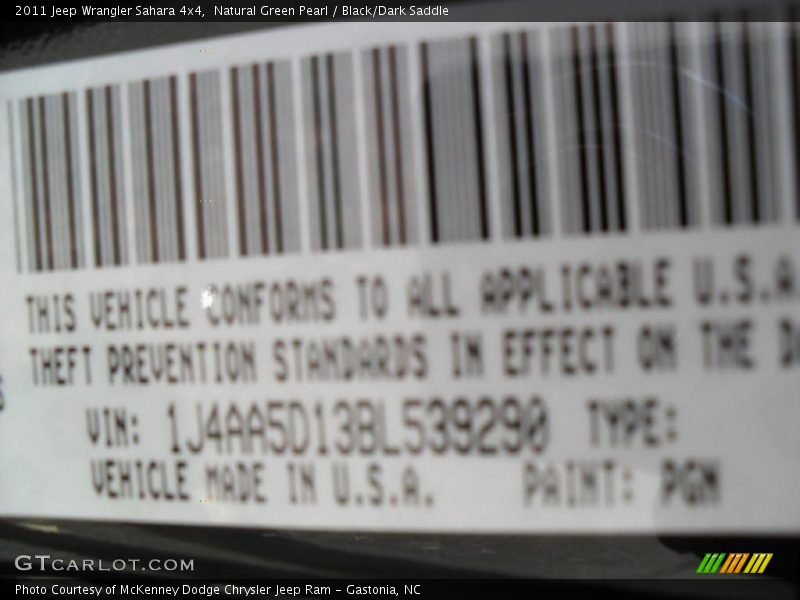 2011 Jeep Wrangler Sahara 4x4,  Natural Green Pearl / Black/Dark Saddle
THIS VEHICLE CONFORMS TO ALL APPLICABLE U.S.A.
THEFT PREVENTION STANDARDS IN EFFECT ON THE D
VIN: 1J4AA5D13BL539290 TYPE:
VEHICLE MADE IN U.S.A. PAINT: PGN
GTCARLOT.COM
Photo Courtesy of McKenney Dodge Chrysler Jeep Ram – Gastonia, NC